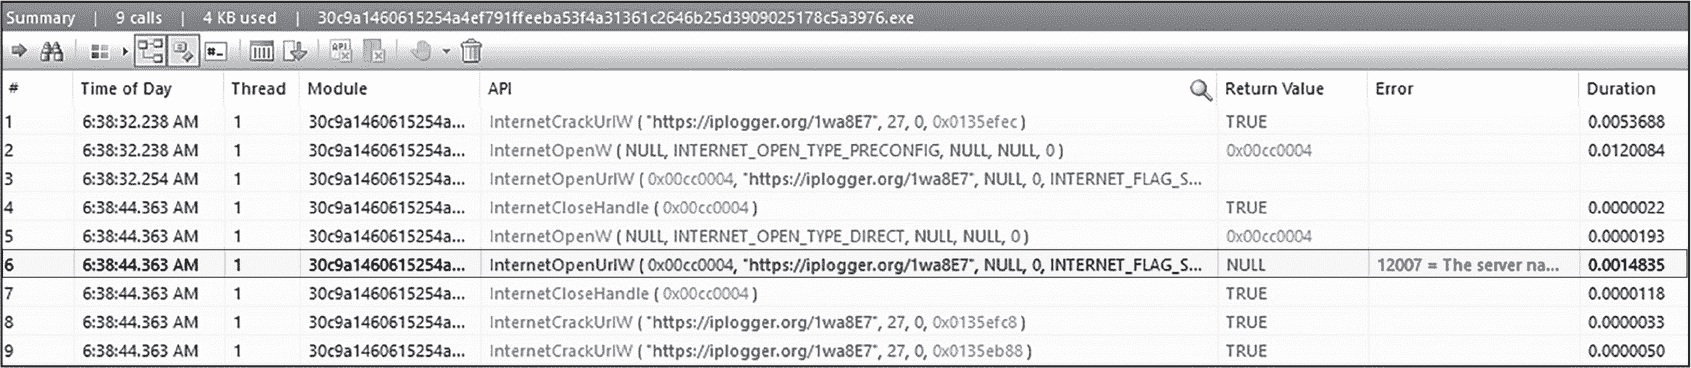 Summary | 9 calls | 4 KB used | 30c9a1460615254a4ef791ffeeba53f4a31361c2646b25d3909025178c5a3976.exe
# Time of Day Thread Module API Return Value Error Duration
1 6:38:32.238 AM 1 30c9a1460615254a... InternetCrackUrlW ( "https://iplogger.org/1wa8E7", 27, 0, 0x0135efec ) TRUE 0.0053688
2 6:38:32.238 AM 1 30c9a1460615254a... InternetOpenW ( NULL, INTERNET_OPEN_TYPE_PRECONFIG, NULL, NULL, 0 ) 0x00cc0004 0.0120084
3 6:38:32.254 AM 1 30c9a1460615254a... InternetOpenUrlW ( 0x00cc0004, "https://iplogger.org/1wa8E7", NULL, 0, INTERNET_FLAG_S...
4 6:38:44.363 AM 1 30c9a1460615254a... InternetCloseHandle ( 0x00cc0004 ) TRUE 0.0000022
5 6:38:44.363 AM 1 30c9a1460615254a... InternetOpenW ( NULL, INTERNET_OPEN_TYPE_DIRECT, NULL, NULL, 0 ) 0x00cc0004 0.0000193
6 6:38:44.363 AM 1 30c9a1460615254a... InternetOpenUrlW ( 0x00cc0004, "https://iplogger.org/1wa8E7", NULL, 0, INTERNET_FLAG_S... NULL 12007 = The server na... 0.0014835
7 6:38:44.363 AM 1 30c9a1460615254a... InternetCloseHandle ( 0x00cc0004 ) TRUE 0.0000118
8 6:38:44.363 AM 1 30c9a1460615254a... InternetCrackUrlW ( "https://iplogger.org/1wa8E7", 27, 0, 0x0135efc8 ) TRUE 0.0000033
9 6:38:44.363 AM 1 30c9a1460615254a... InternetCrackUrlW ( "https://iplogger.org/1wa8E7", 27, 0, 0x0135eb88 ) TRUE 0.0000050